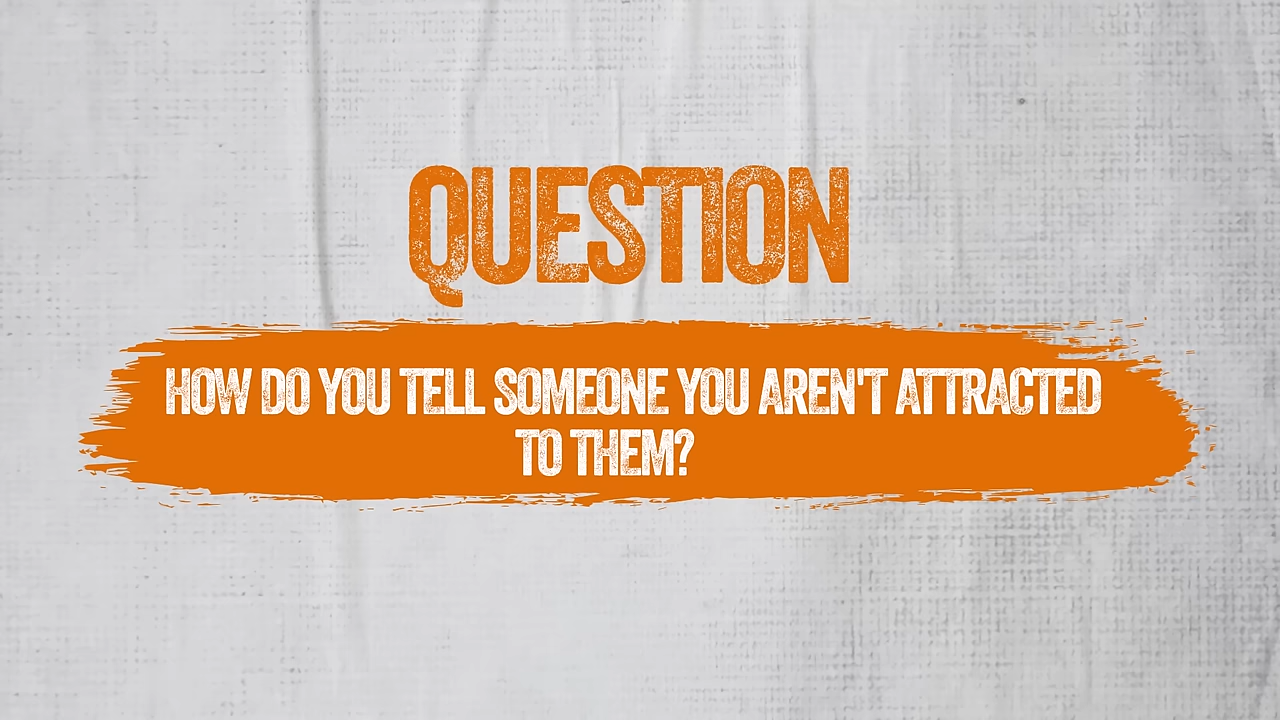 QUESTION
HOW DO YOU TELL SOMEONE YOU AREN'T ATTRACTED
TO THEM?